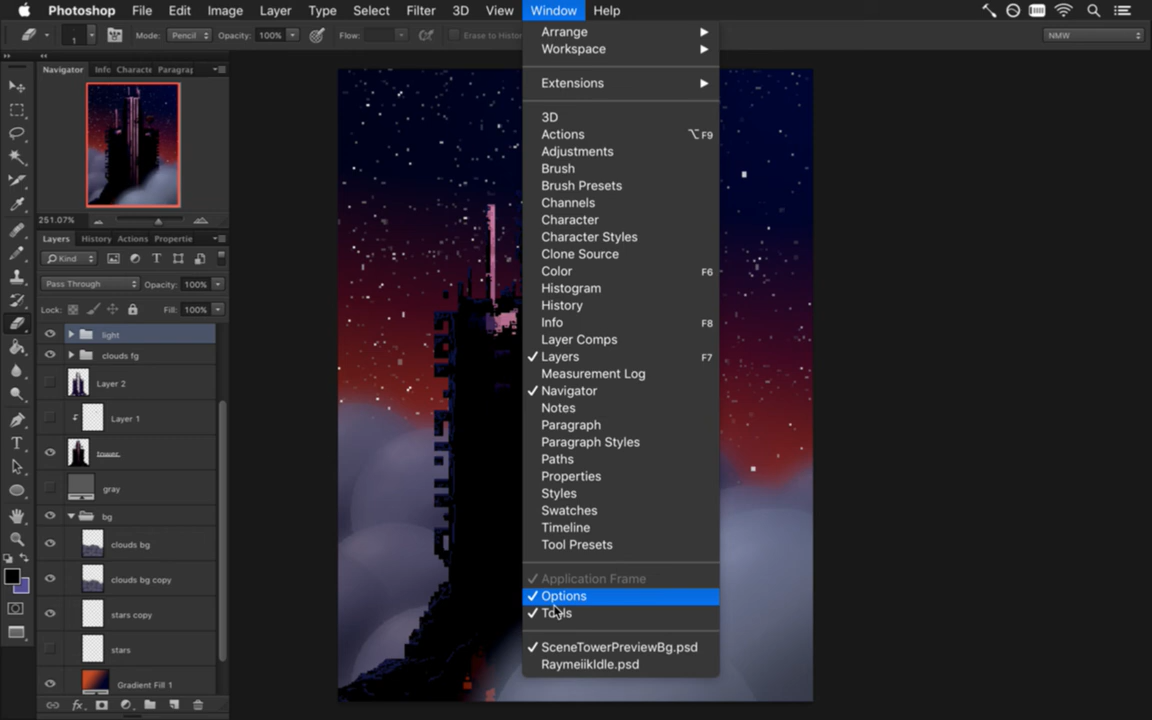 Photoshop File Edit Image Layer Type Select Filter 3D View Window Help
1 Mode: Pencil Opacity: 100% Flow: Erase to History NMW
Navigator Info Charact Paragra
251.07%
Layers History Actions Propertie
Kind
Pass Through Opacity: 100%
Lock: Fill: 100%
light
clouds fg
Layer 2
Layer 1
tower
gray
bg
clouds bg
clouds bg copy
stars copy
stars
Gradient Fill 1
fx
Arrange
Workspace
Extensions
3D
Actions ⌥F9
Adjustments
Brush
Brush Presets
Channels
Character
Character Styles
Clone Source
Color F6
Histogram
History
Info F8
Layer Comps
Layers F7
Measurement Log
Navigator
Notes
Paragraph
Paragraph Styles
Paths
Properties
Styles
Swatches
Timeline
Tool Presets
Application Frame
Options
Tools
SceneTowerPreviewBg.psd
RaymeiikIdle.psd